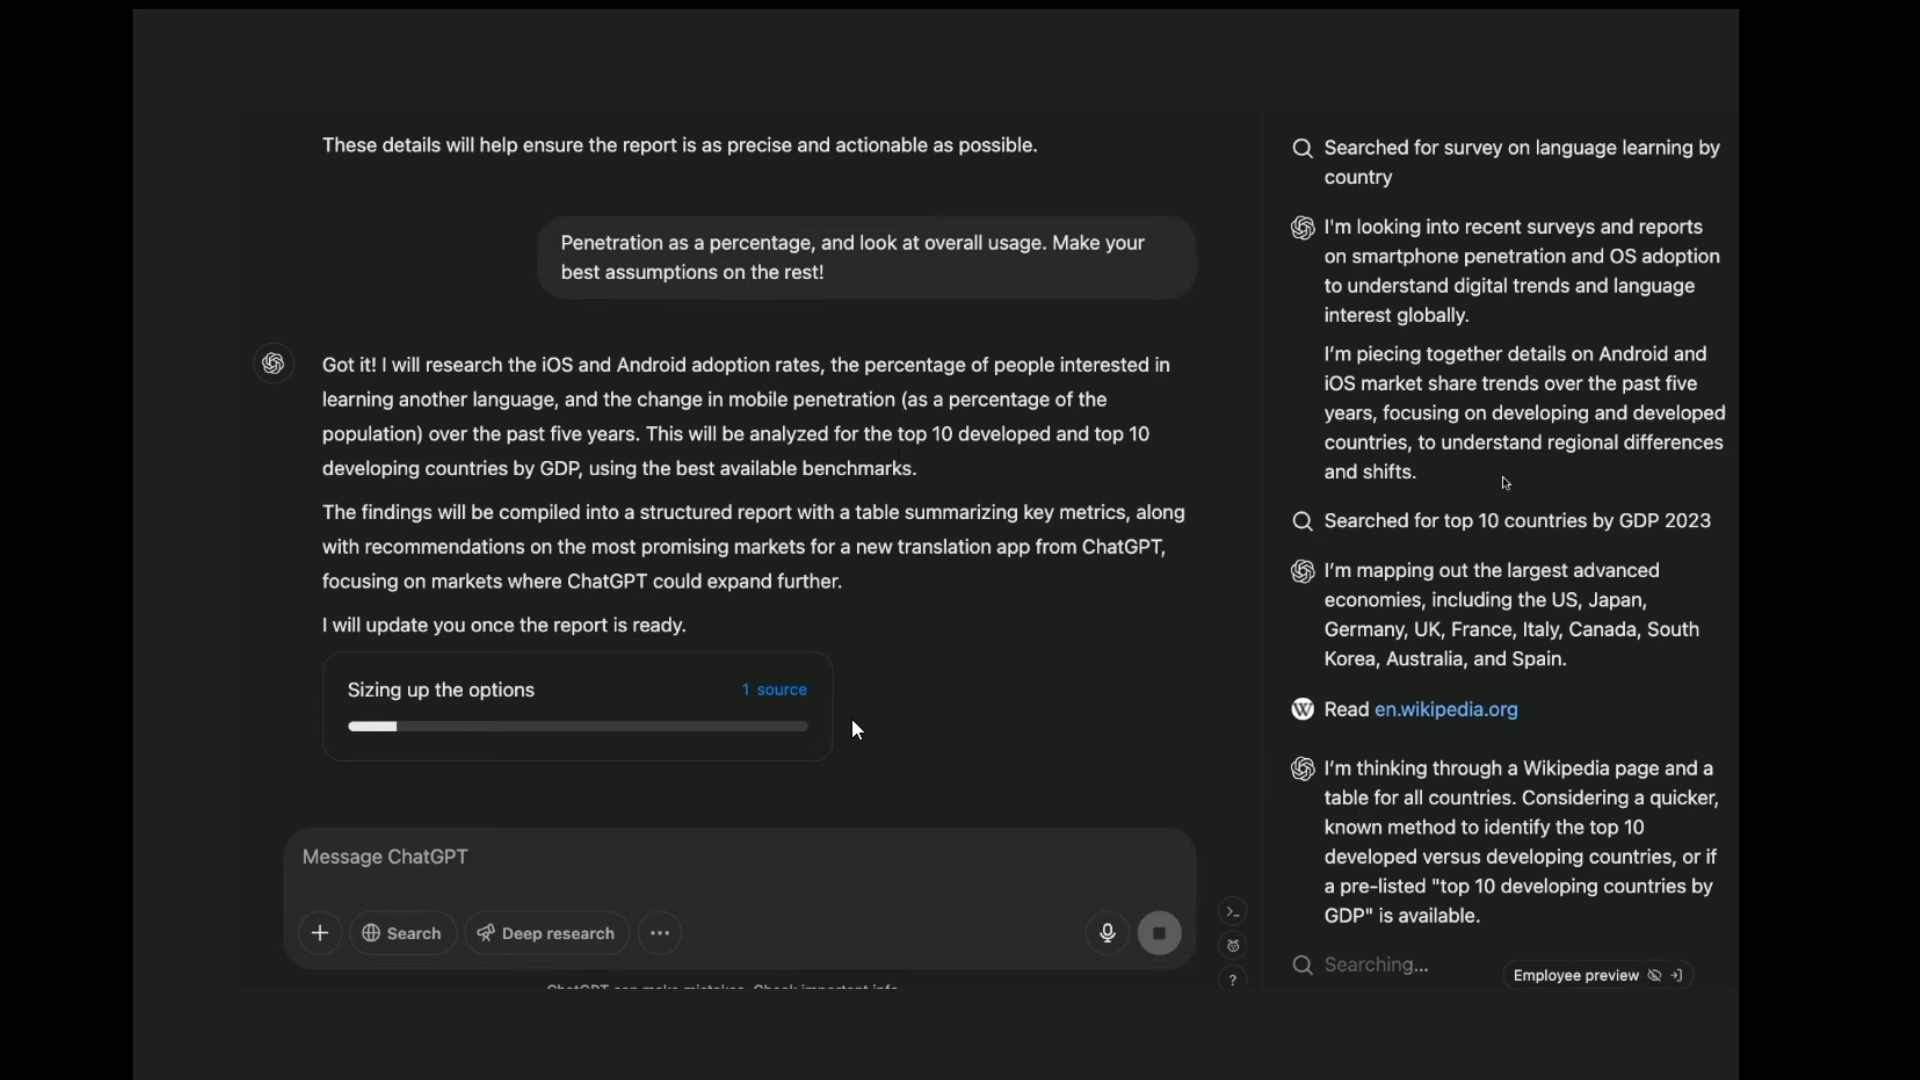 These details will help ensure the report is as precise and actionable as possible.
Penetration as a percentage, and look at overall usage. Make your
best assumptions on the rest!
Got it! I will research the iOS and Android adoption rates, the percentage of people interested in
learning another language, and the change in mobile penetration (as a percentage of the
population) over the past five years. This will be analyzed for the top 10 developed and top 10
developing countries by GDP, using the best available benchmarks.
The findings will be compiled into a structured report with a table summarizing key metrics, along
with recommendations on the most promising markets for a new translation app from ChatGPT,
focusing on markets where ChatGPT could expand further.
I will update you once the report is ready.
Sizing up the options
1 source
Message ChatGPT
Search
Deep research
ChatGPT can make mistakes. Check important info.
Searched for survey on language learning by
country
I'm looking into recent surveys and reports
on smartphone penetration and OS adoption
to understand digital trends and language
interest globally.
I'm piecing together details on Android and
iOS market share trends over the past five
years, focusing on developing and developed
countries, to understand regional differences
and shifts.
Searched for top 10 countries by GDP 2023
I'm mapping out the largest advanced
economies, including the US, Japan,
Germany, UK, France, Italy, Canada, South
Korea, Australia, and Spain.
W Read en.wikipedia.org
I'm thinking through a Wikipedia page and a
table for all countries. Considering a quicker,
known method to identify the top 10
developed versus developing countries, or if
a pre-listed "top 10 developing countries by
GDP" is available.
Searching...
Employee preview
?